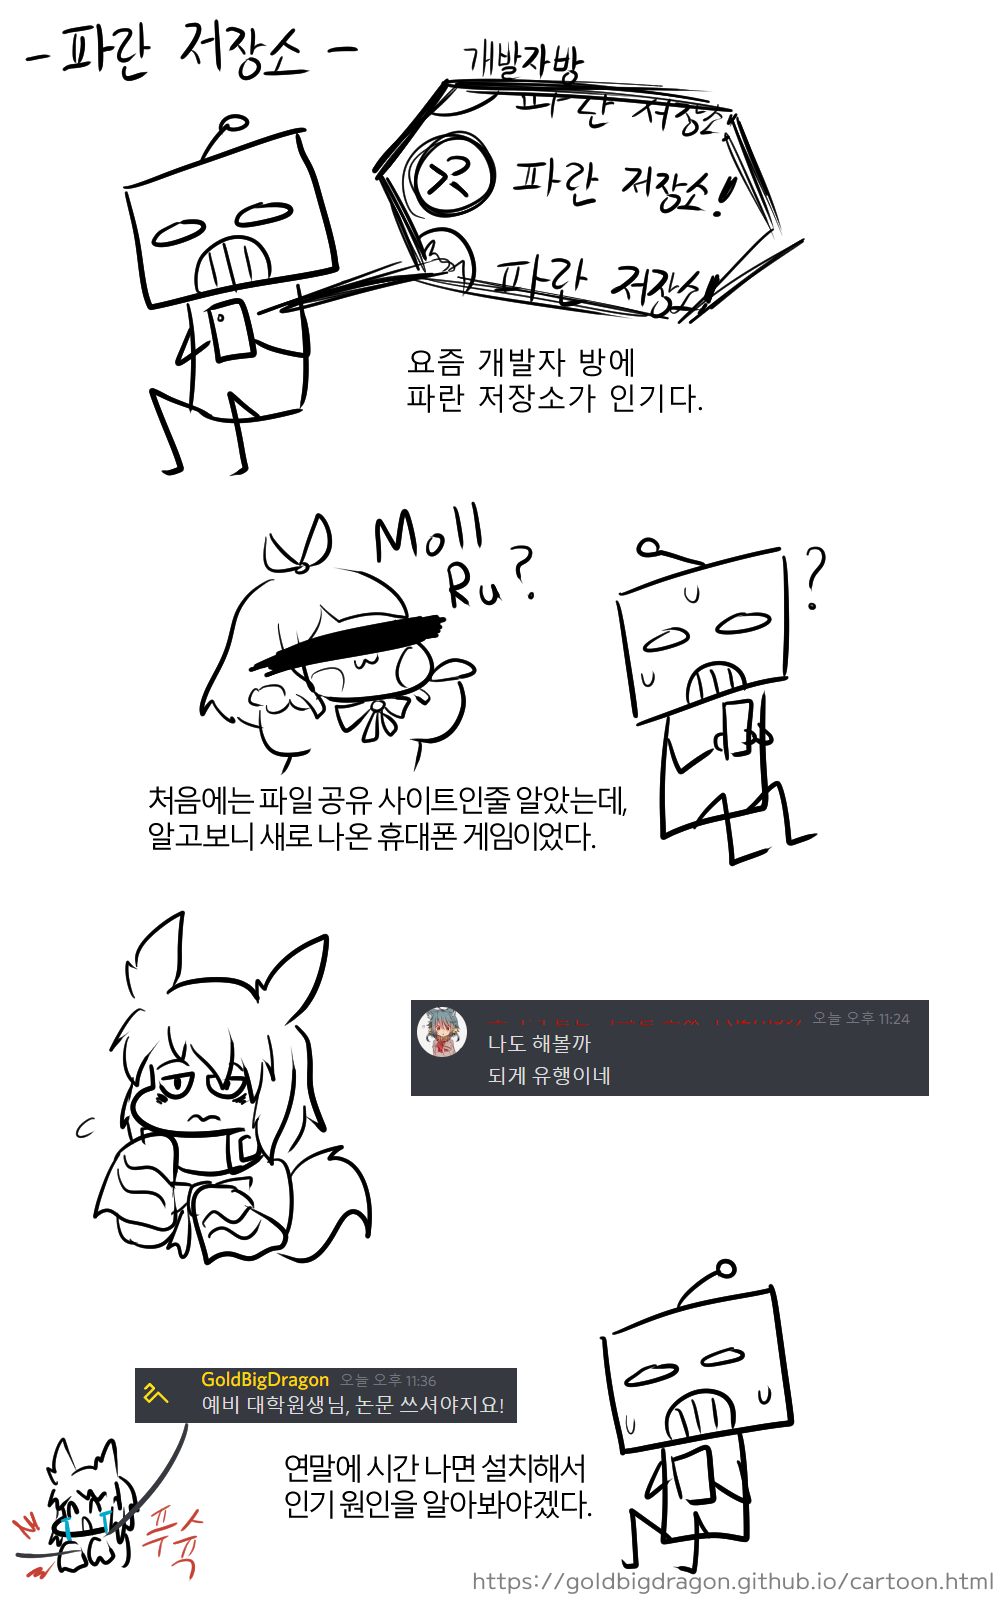 - 파란 저장소 -
개발자방
파란 저장소!
파란 저장소!
파란 저장소!
요즘 개발자 방에
파란 저장소가 인기다.
Moll
Ru?
?
처음에는 파일 공유 사이트인줄 알았는데,
알고보니 새로 나온 휴대폰 게임이었다.
오늘 오후 11:24
나도 해볼까
되게 유행이네
GoldBigDragon 오늘 오후 11:36
예비 대학원생님, 논문 쓰셔야지요!
푸슉
연말에 시간 나면 설치해서
인기 원인을 알아봐야겠다.
https://goldbigdragon.github.io/cartoon.html